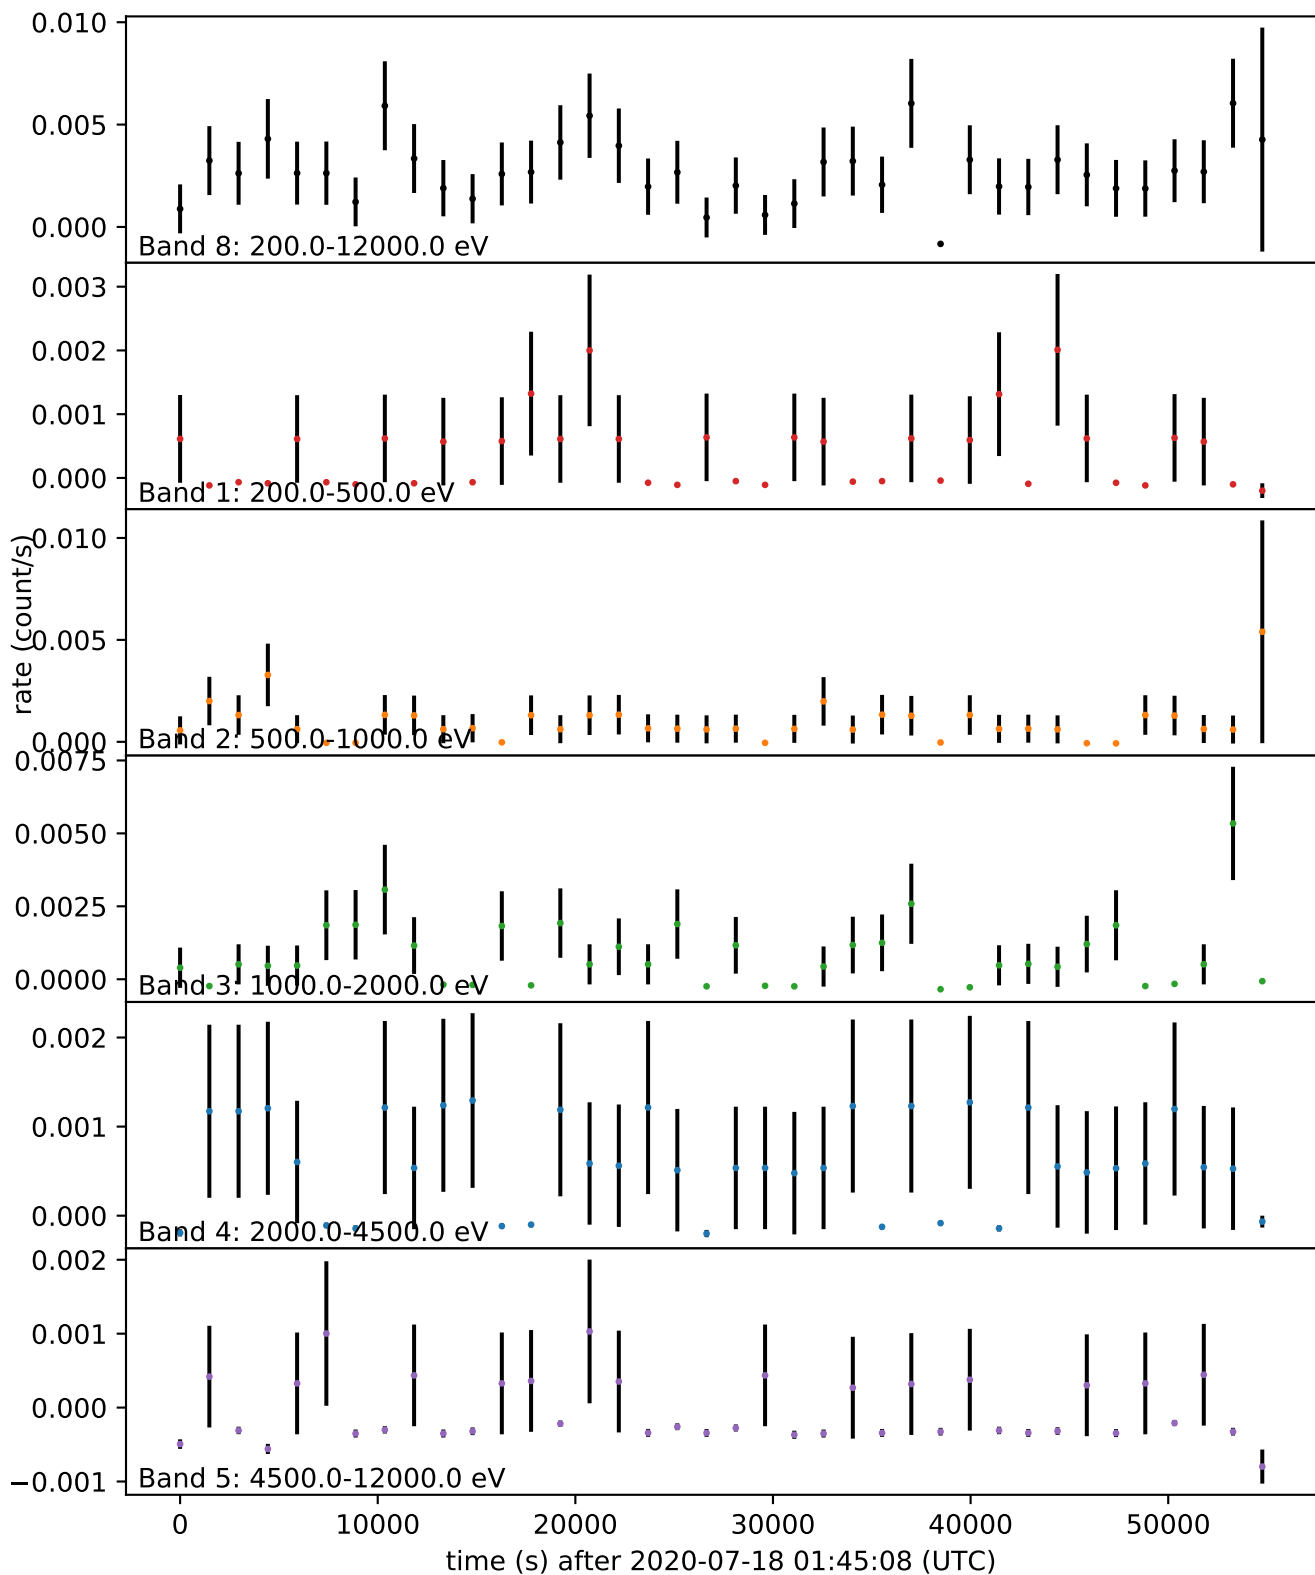 0.010
0.005
0.000
Band 8: 200.0-12000.0 eV
0.003
0.002
0.001
0.000
Band 1: 200.0-500.0 eV
rate (count/s)
0.010
0.005
0.000
Band 2: 500.0-1000.0 eV
0.0075
0.0050
0.0025
0.0000
Band 3: 1000.0-2000.0 eV
0.002
0.001
0.000
Band 4: 2000.0-4500.0 eV
0.002
0.001
0.000
−0.001
Band 5: 4500.0-12000.0 eV
0 10000 20000 30000 40000 50000
time (s) after 2020-07-18 01:45:08 (UTC)